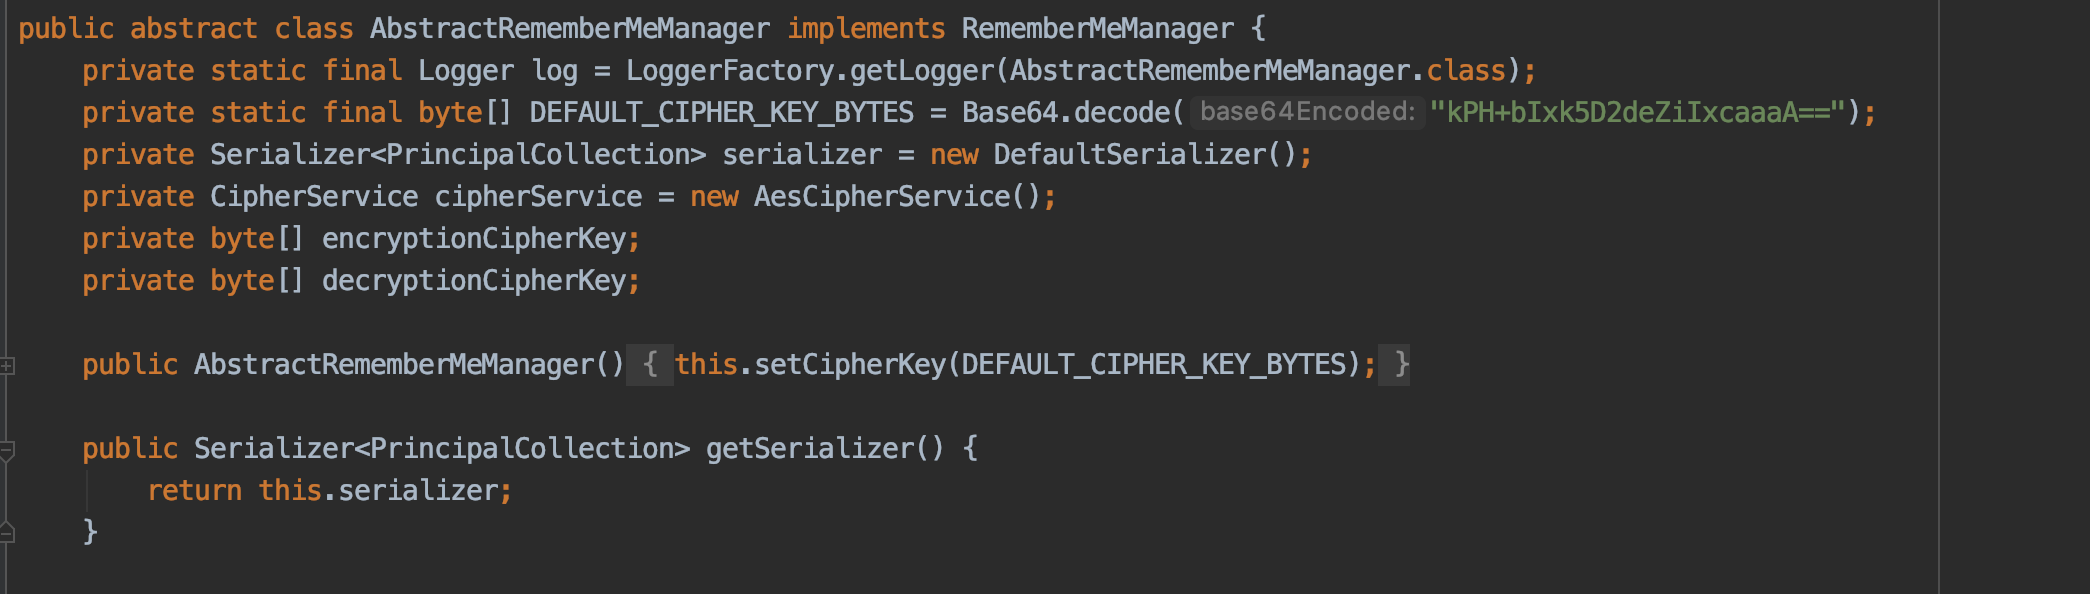 public abstract class AbstractRememberMeManager implements RememberMeManager {
    private static final Logger log = LoggerFactory.getLogger(AbstractRememberMeManager.class);
    private static final byte[] DEFAULT_CIPHER_KEY_BYTES = Base64.decode( base64Encoded: "kPH+bIxk5D2deZiIxcaaaA==");
    private Serializer<PrincipalCollection> serializer = new DefaultSerializer();
    private CipherService cipherService = new AesCipherService();
    private byte[] encryptionCipherKey;
    private byte[] decryptionCipherKey;
    public AbstractRememberMeManager() { this.setCipherKey(DEFAULT_CIPHER_KEY_BYTES); }
    public Serializer<PrincipalCollection> getSerializer() {
        return this.serializer;
    }